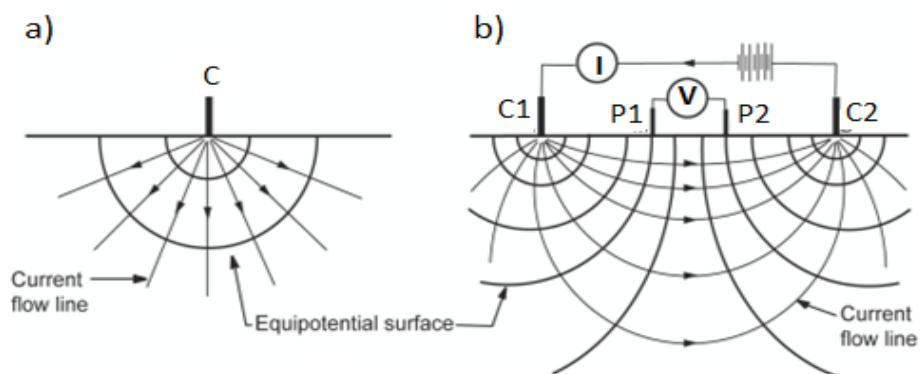 a)
C
Current
flow line
Equipotential surface
b)
I
V
C1
P1
P2
C2
Current
flow line